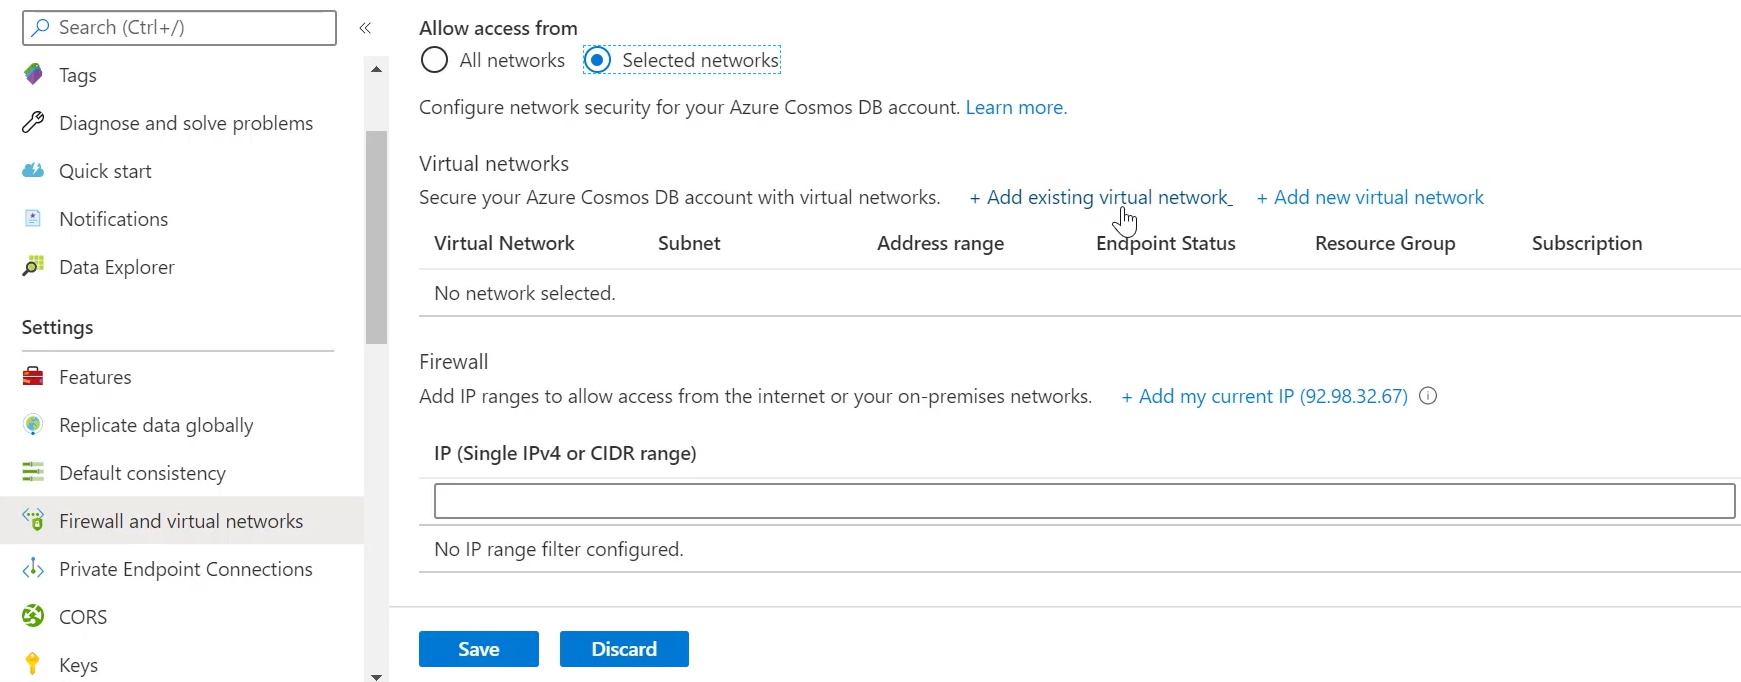 Search (Ctrl+/)
«
Tags
Diagnose and solve problems
Quick start
Notifications
Data Explorer
Settings
Features
Replicate data globally
Default consistency
Firewall and virtual networks
Private Endpoint Connections
CORS
Keys
Allow access from
All networks Selected networks
Configure network security for your Azure Cosmos DB account. Learn more.
Virtual networks
Secure your Azure Cosmos DB account with virtual networks. + Add existing virtual network + Add new virtual network
Virtual Network Subnet Address range Endpoint Status Resource Group Subscription
No network selected.
Firewall
Add IP ranges to allow access from the internet or your on-premises networks. + Add my current IP (92.98.32.67)
IP (Single IPv4 or CIDR range)
No IP range filter configured.
Save Discard